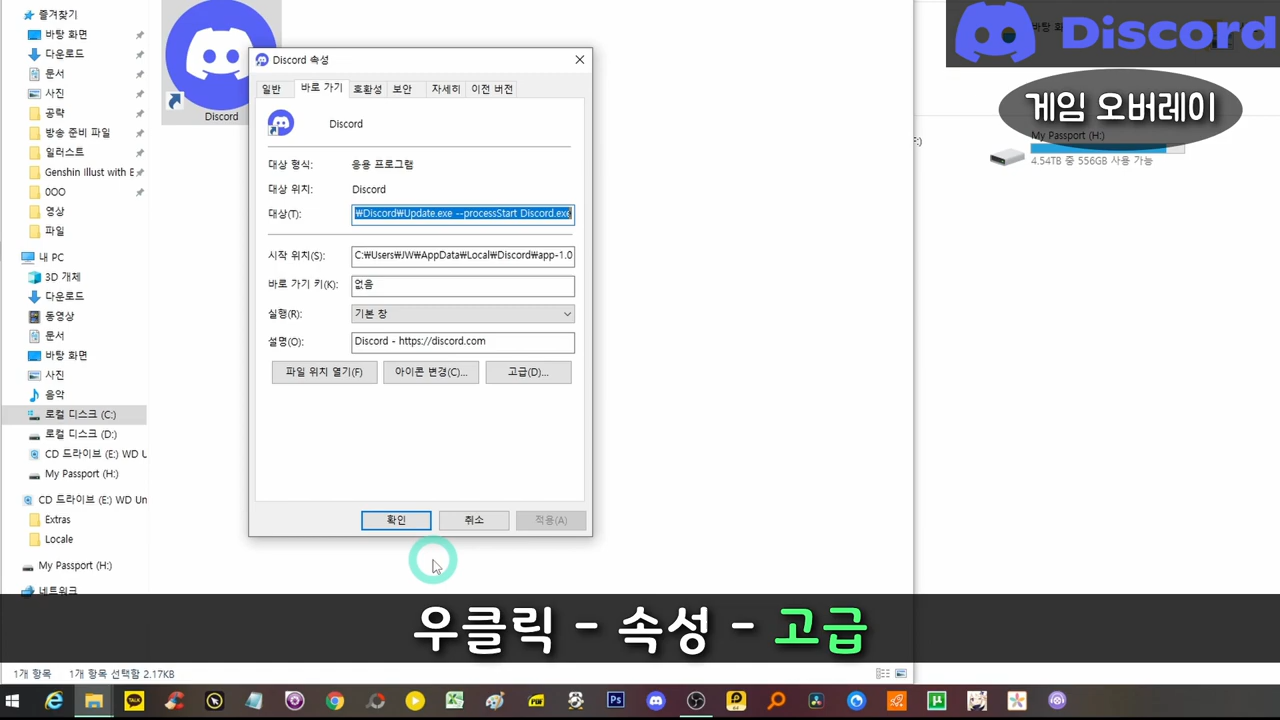 즐겨찾기
바탕 화면
다운로드
문서
사진
공략
방송 준비 파일
일러스트
Genshin Illust with E
OOO
영상
파일
내 PC
3D 개체
다운로드
동영상
문서
바탕 화면
사진
음악
로컬 디스크 (C:)
로컬 디스크 (D:)
CD 드라이브 (E:) WD U
My Passport (H:)
CD 드라이브 (E:) WD Un
Extras
Locale
My Passport (H:)
네트워크
Discord
Discord 속성
일반
바로 가기
호환성
보안
자세히
이전 버전
Discord
대상 형식:
응용 프로그램
대상 위치:
Discord
대상(T):
₩Discord₩Update.exe --processStart Discord.exe
시작 위치(S):
C:₩Users₩JW₩AppData₩Local₩Discord₩app-1.0
바로 가기 키(K):
없음
실행(R):
기본 창
설명(O):
Discord - https://discord.com
파일 위치 열기(F)
아이콘 변경(C)...
고급(D)...
확인
취소
적용(A)
Discord
바탕 화면
게임 오버레이
F:)
My Passport (H:)
4.54TB 중 556GB 사용 가능
우클릭 - 속성 - 고급
1개 항목
1개 항목 선택함 2.17KB
TALK
Ps